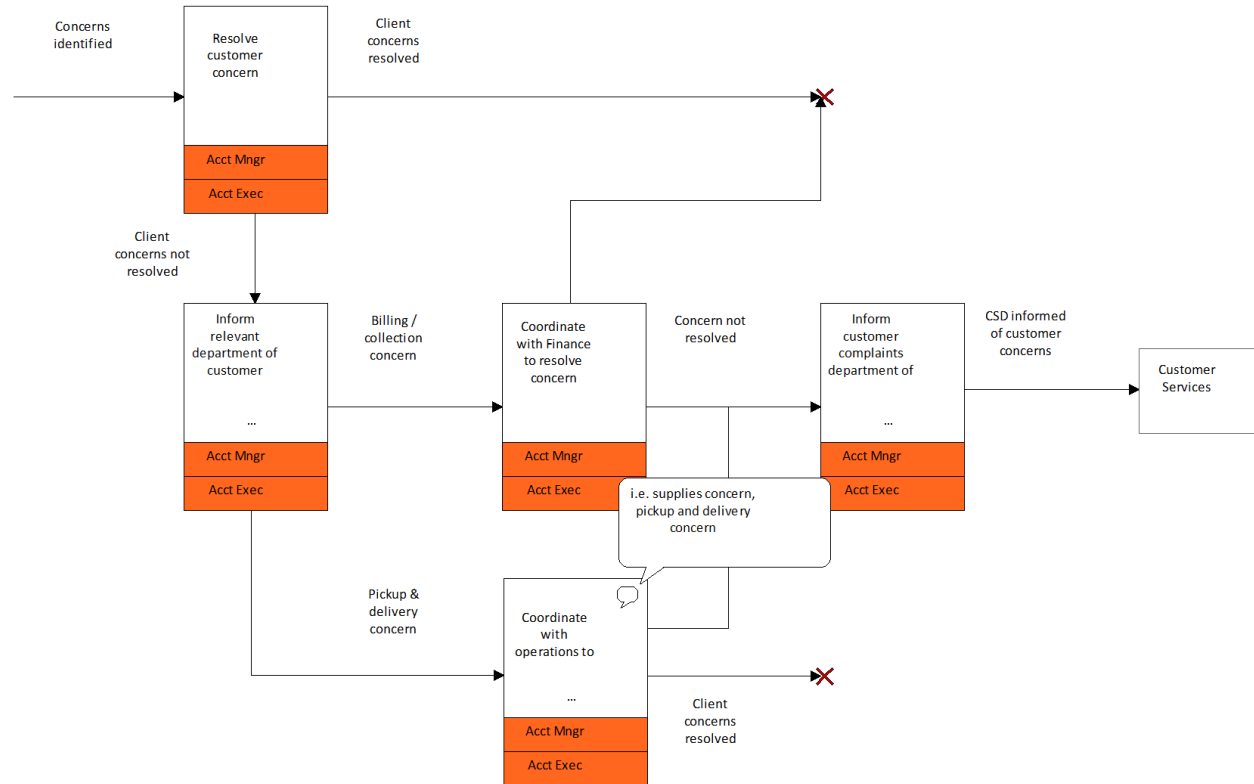 Concerns
identified
Resolve
customer
concern
Client
concerns
resolved
Acct Mngr
Acct Exec
Client
concerns not
resolved
Inform
relevant
department of
customer
...
Acct Mngr
Acct Exec
Billing /
collection
concern
Coordinate
with Finance
to resolve
concern
Acct Mngr
Acct Exec
Concern not
resolved
Inform
customer
complaints
department of
...
Acct Mngr
Acct Exec
CSD informed
of customer
concerns
Customer
Services
i.e. supplies concern,
pickup and delivery
concern
Pickup &
delivery
concern
Coordinate
with
operations to
...
Acct Mngr
Acct Exec
Client
concerns
resolved